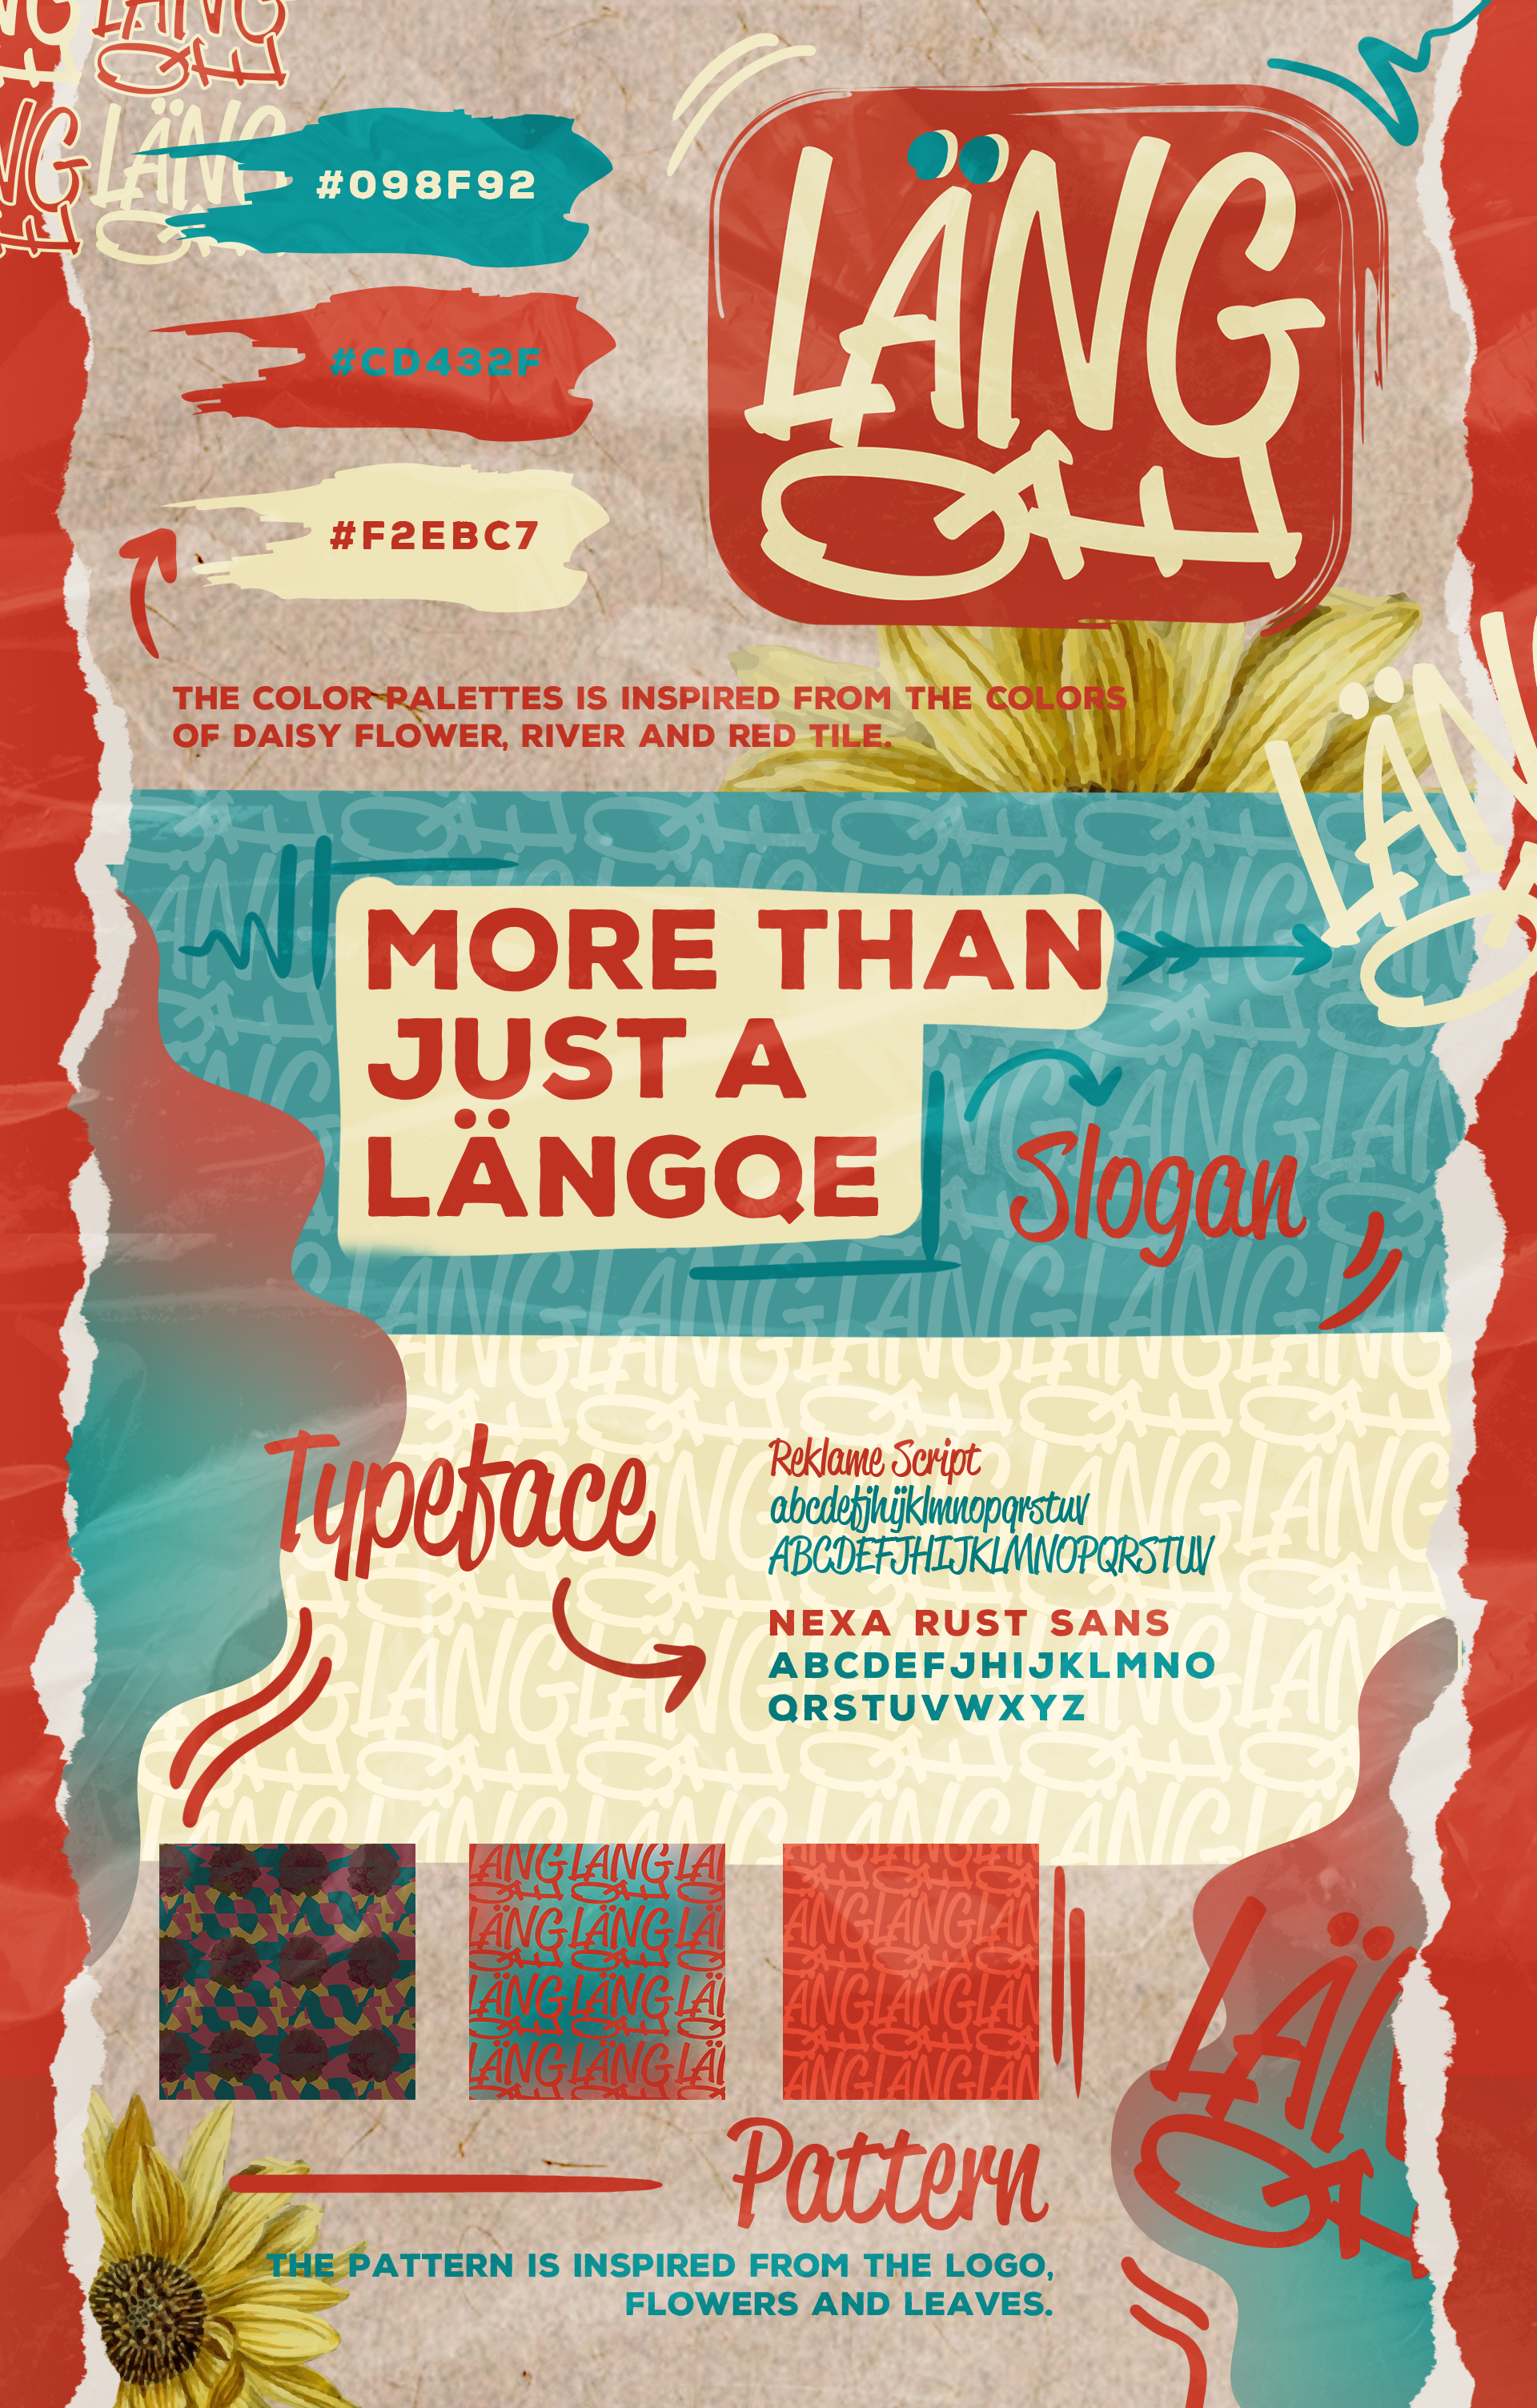 #098F92
#CD432F
#F2EBC7
LÄNG
QE
THE COLOR PALETTES IS INSPIRED FROM THE COLORS
OF DAISY FLOWER, RIVER AND RED TILE.
MORE THAN
JUST A
LÄNGQE
Slogan
Typeface
Reklame Script
abcdefjhijklmnopqrstuv
ABCDEFJHIJKLMNOPQRSTUV
NEXA RUST SANS
ABCDEFJHIJKLMNO
QRSTUVWXYZ
Pattern
THE PATTERN IS INSPIRED FROM THE LOGO,
FLOWERS AND LEAVES.